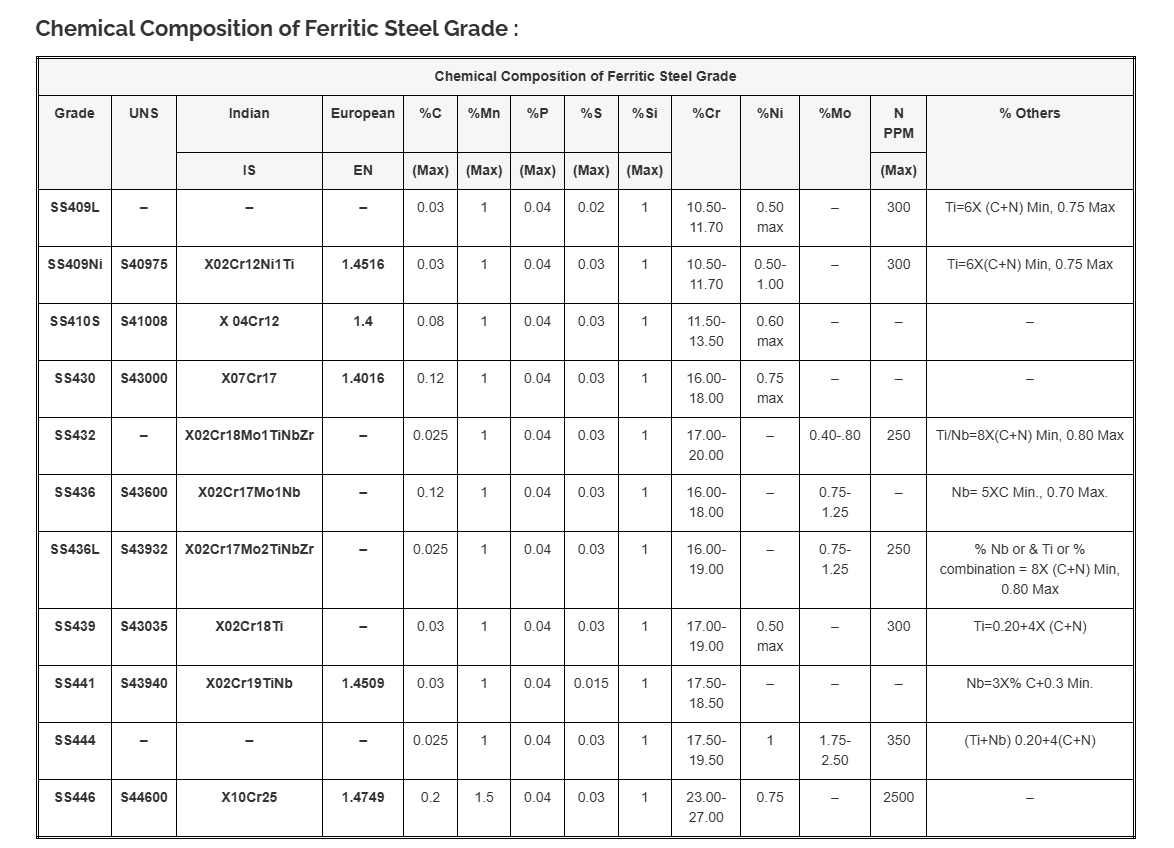 Chemical Composition of Ferritic Steel Grade :
Chemical Composition of Ferritic Steel Grade
Grade UNS Indian European %C %Mn %P %S %Si %Cr %Ni %Mo N PPM % Others
IS EN (Max) (Max) (Max) (Max) (Max) (Max)
SS409L – – – 0.03 1 0.04 0.02 1 10.50-11.70 0.50 max – 300 Ti=6X (C+N) Min, 0.75 Max
SS409Ni S40975 X02Cr12Ni1Ti 1.4516 0.03 1 0.04 0.03 1 10.50-11.70 0.50-1.00 – 300 Ti=6X(C+N) Min, 0.75 Max
SS410S S41008 X 04Cr12 1.4 0.08 1 0.04 0.03 1 11.50-13.50 0.60 max – – –
SS430 S43000 X07Cr17 1.4016 0.12 1 0.04 0.03 1 16.00-18.00 0.75 max – – –
SS432 – X02Cr18Mo1TiNbZr – 0.025 1 0.04 0.03 1 17.00-20.00 – 0.40-.80 250 Ti/Nb=8X(C+N) Min, 0.80 Max
SS436 S43600 X02Cr17Mo1Nb – 0.12 1 0.04 0.03 1 16.00-18.00 – 0.75-1.25 – Nb= 5XC Min., 0.70 Max.
SS436L S43932 X02Cr17Mo2TiNbZr – 0.025 1 0.04 0.03 1 16.00-19.00 – 0.75-1.25 250 % Nb or & Ti or % combination = 8X (C+N) Min, 0.80 Max
SS439 S43035 X02Cr18Ti – 0.03 1 0.04 0.03 1 17.00-19.00 0.50 max – 300 Ti=0.20+4X (C+N)
SS441 S43940 X02Cr19TiNb 1.4509 0.03 1 0.04 0.015 1 17.50-18.50 – – – Nb=3X% C+0.3 Min.
SS444 – – – 0.025 1 0.04 0.03 1 17.50-19.50 1 1.75-2.50 350 (Ti+Nb) 0.20+4(C+N)
SS446 S44600 X10Cr25 1.4749 0.2 1.5 0.04 0.03 1 23.00-27.00 0.75 – 2500 –